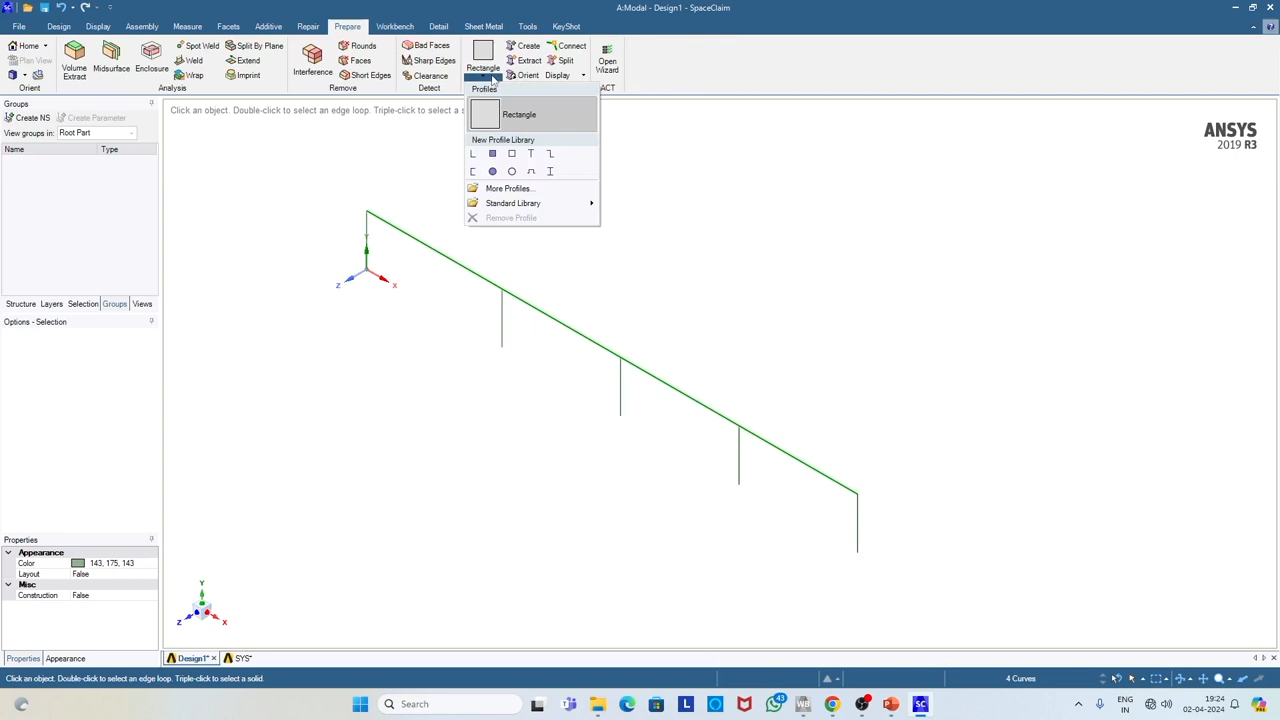 A:Modal - Design1 - SpaceClaim
File Design Display Assembly Measure Facets Additive Repair Prepare Workbench Detail Sheet Metal Tools KeyShot
Home
Plan View
Orient
Volume Extract
Midsurface
Enclosure
Spot Weld
Weld
Wrap
Split By Plane
Extend
Imprint
Analysis
Interference
Rounds
Faces
Short Edges
Remove
Bad Faces
Sharp Edges
Clearance
Detect
Rectangle
Create
Extract
Orient
Connect
Split
Display
Open Wizard
ACT
Profiles
Rectangle
New Profile Library
More Profiles...
Standard Library
Remove Profile
Groups
Create NS Create Parameter
View groups in: Root Part
Name Type
Structure Layers Selection Groups Views
Options - Selection
Click an object. Double-click to select an edge loop. Triple-click to select a s
ANSYS
2019 R3
Y
Z X
Properties
Appearance
Color 143, 175, 143
Layout False
Misc
Construction False
Y
Z X
Properties Appearance
Design1* SYS*
Click an object. Double-click to select an edge loop. Triple-click to select a solid.
4 Curves
Search
43
ENG
IN
19:24
02-04-2024